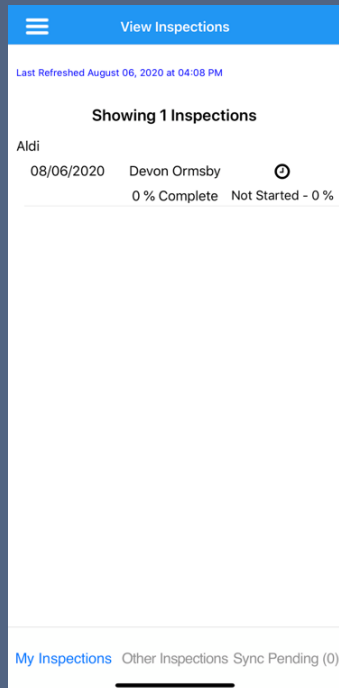 View Inspections
Last Refreshed August 06, 2020 at 04:08 PM
Showing 1 Inspections
Aldi
08/06/2020 Devon Ormsby
0 % Complete Not Started - 0 %
My Inspections Other Inspections Sync Pending (0)